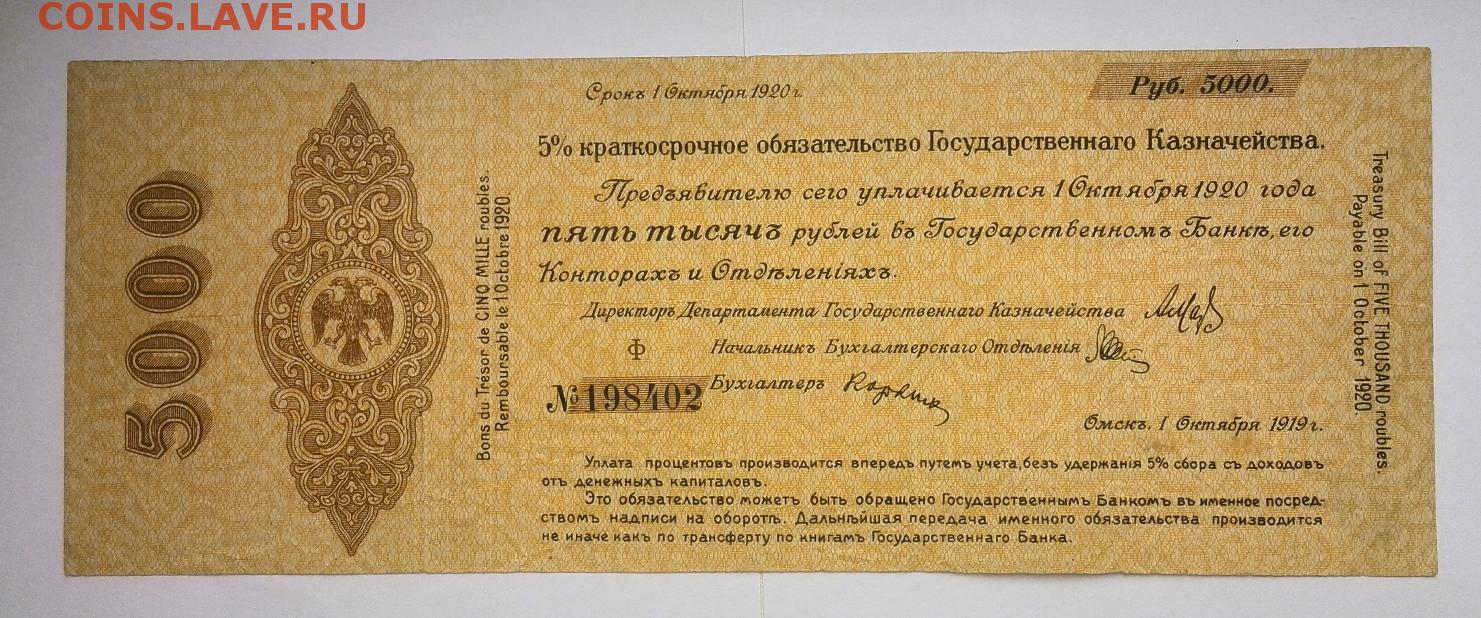 COINS.LAVE.RU
Срокъ 1 Октября 1920 г.
Руб. 5000.
5% краткосрочное обязательство Государственнаго Казначейства.
Предъявителю сего уплачивается 1 Октября 1920 года
пять тысячъ рублей въ Государственномъ Банкѣ, его
Конторахъ и Отдѣленіяхъ.
Директоръ Департамента Государственнаго Казначейства
Ф
Начальникъ Бухгалтерскаго Отдѣленія
№198402
Бухгалтеръ
Омскъ, 1 Октября 1919 г.
Уплата процентовъ производится впередъ путемъ учета, безъ удержанія 5% сбора съ доходовъ
отъ денежныхъ капиталовъ.
Это обязательство можетъ быть обращено Государственнымъ Банкомъ въ именное посред-
ствомъ надписи на оборотѣ. Дальнѣйшая передача именного обязательства производится
не иначе какъ по трансферту по книгамъ Государственнаго Банка.
5000
Bons du Trésor de CINQ MILLE roubles.
Remboursable le 1 Octobre 1920.
Treasury Bill of FIVE THOUSAND roubles.
Payable on 1 October 1920.